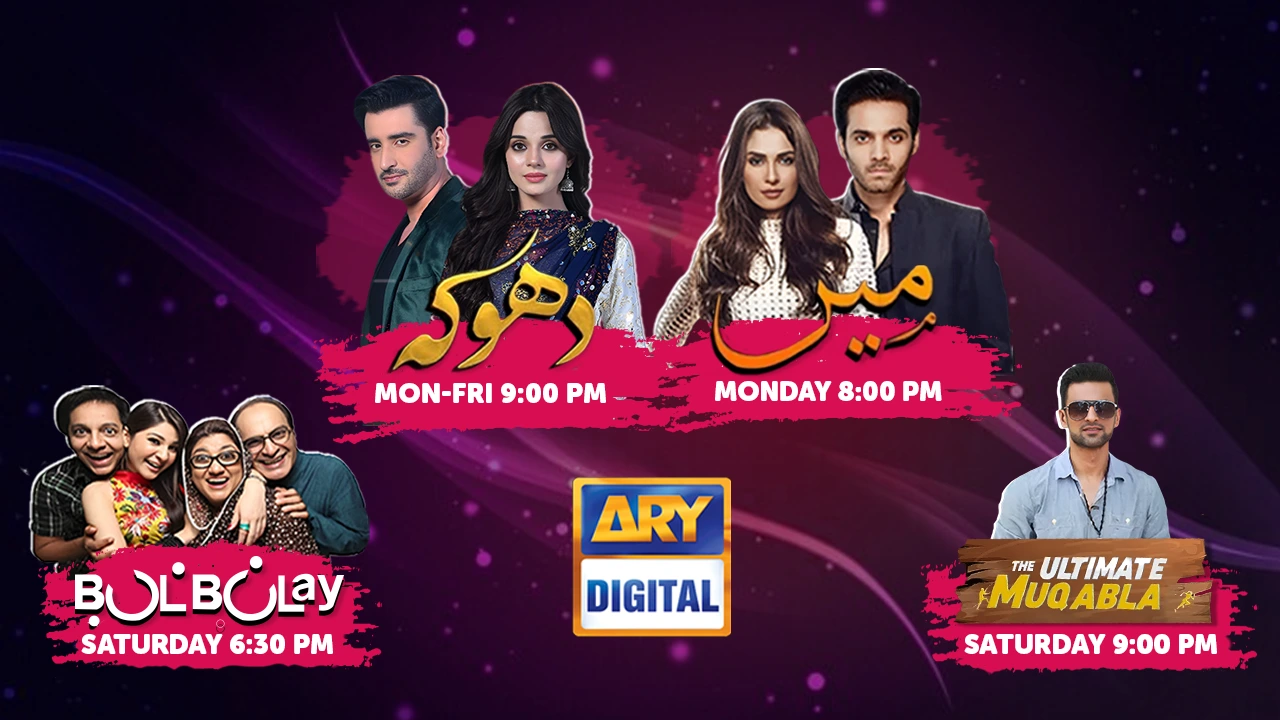 دھوکہ
MON-FRI 9:00 PM
میں
MONDAY 8:00 PM
BULBULAY
SATURDAY 6:30 PM
ARY
DIGITAL
THE ULTIMATE
MUQABLA
SATURDAY 9:00 PM